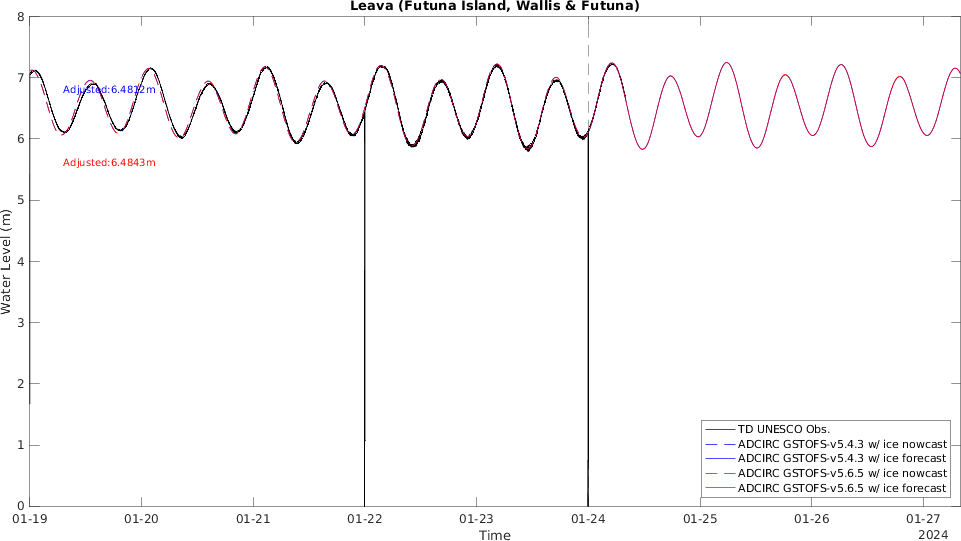 Leava (Futuna Island, Wallis & Futuna)
8
7
6
5
4
3
2
1
0
Water Level (m)
Adjusted:6.4812m
Adjusted:6.4843m
TD UNESCO Obs.
ADCIRC GSTOFS-v5.4.3 w/ ice nowcast
ADCIRC GSTOFS-v5.4.3 w/ ice forecast
ADCIRC GSTOFS-v5.6.5 w/ ice nowcast
ADCIRC GSTOFS-v5.6.5 w/ ice forecast
01-19 01-20 01-21 01-22 01-23 01-24 01-25 01-26 01-27
Time
2024